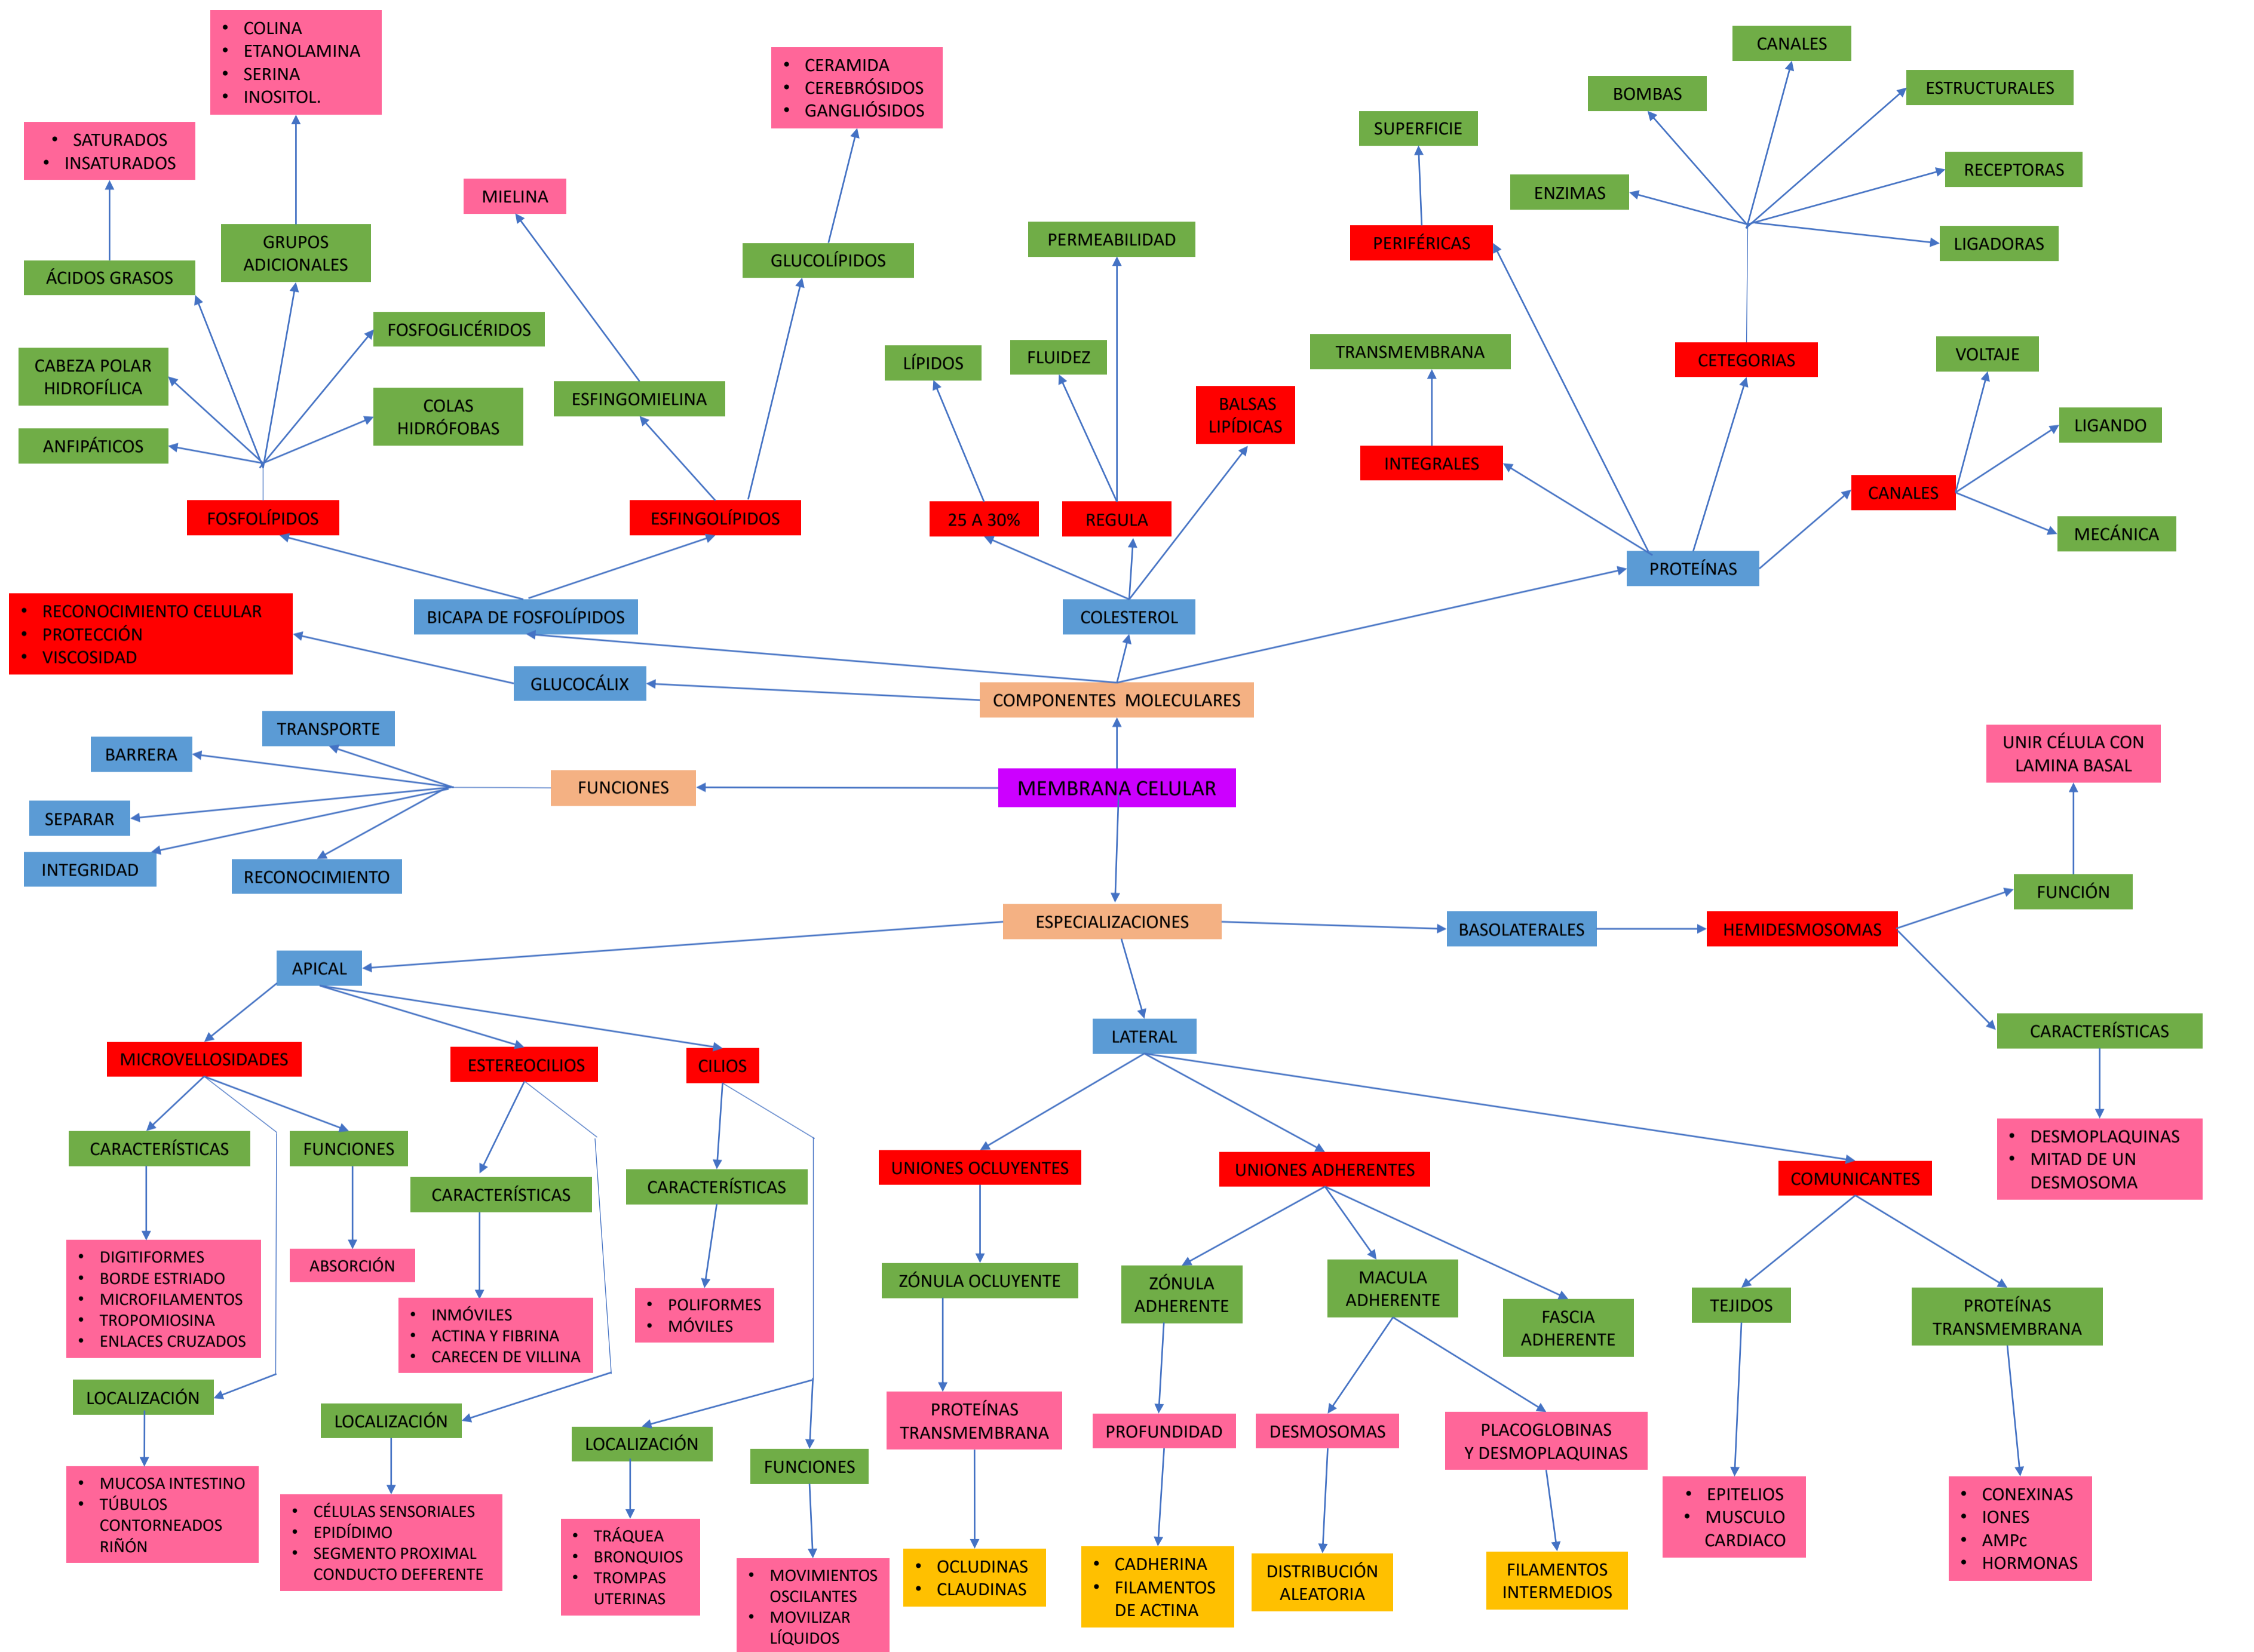 COLINA
ETANOLAMINA
SERINA
INOSITOL.
SATURADOS
INSATURADOS
GRUPOS
ADICIONALES
ÁCIDOS GRASOS
FOSFOGLICÉRIDOS
CABEZA POLAR
HIDROFÍLICA
COLAS
HIDRÓFOBAS
ANFIPÁTICOS
FOSFOLÍPIDOS
CERAMIDA
CEREBRÓSIDOS
GANGLIÓSIDOS
MIELINA
GLUCOLÍPIDOS
ESFINGOMIELINA
ESFINGOLÍPIDOS
BICAPA DE FOSFOLÍPIDOS
PERMEABILIDAD
LÍPIDOS
FLUIDEZ
BALSAS
LIPÍDICAS
25 A 30%
REGULA
COLESTEROL
SUPERFICIE
PERIFÉRICAS
TRANSMEMBRANA
INTEGRALES
CANALES
BOMBAS
ESTRUCTURALES
ENZIMAS
RECEPTORAS
LIGADORAS
CETEGORIAS
VOLTAJE
LIGANDO
CANALES
MECÁNICA
PROTEÍNAS
RECONOCIMIENTO CELULAR
PROTECCIÓN
VISCOSIDAD
GLUCOCÁLIX
COMPONENTES  MOLECULARES
TRANSPORTE
BARRERA
SEPARAR
INTEGRIDAD
RECONOCIMIENTO
FUNCIONES
MEMBRANA CELULAR
ESPECIALIZACIONES
BASOLATERALES
HEMIDESMOSOMAS
UNIR CÉLULA CON
LAMINA BASAL
FUNCIÓN
CARACTERÍSTICAS
DESMOPLAQUINAS
MITAD DE UN
DESMOSOMA
APICAL
MICROVELLOSIDADES
ESTEREOCILIOS
CILIOS
CARACTERÍSTICAS
FUNCIONES
CARACTERÍSTICAS
CARACTERÍSTICAS
DIGITIFORMES
BORDE ESTRIADO
MICROFILAMENTOS
TROPOMIOSINA
ENLACES CRUZADOS
ABSORCIÓN
INMÓVILES
ACTINA Y FIBRINA
CARECEN DE VILLINA
POLIFORMES
MÓVILES
LOCALIZACIÓN
LOCALIZACIÓN
LOCALIZACIÓN
FUNCIONES
MUCOSA INTESTINO
TÚBULOS
CONTORNEADOS
RIÑÓN
CÉLULAS SENSORIALES
EPIDÍDIMO
SEGMENTO PROXIMAL
CONDUCTO DEFERENTE
TRÁQUEA
BRONQUIOS
TROMPAS
UTERINAS
MOVIMIENTOS
OSCILANTES
MOVILIZAR
LÍQUIDOS
LATERAL
UNIONES OCLUYENTES
UNIONES ADHERENTES
COMUNICANTES
ZÓNULA OCLUYENTE
ZÓNULA
ADHERENTE
MACULA
ADHERENTE
FASCIA
ADHERENTE
TEJIDOS
PROTEÍNAS
TRANSMEMBRANA
PROTEÍNAS
TRANSMEMBRANA
PROFUNDIDAD
DESMOSOMAS
PLACOGLOBINAS
Y DESMOPLAQUINAS
EPITELIOS
MUSCULO
CARDIACO
CONEXINAS
IONES
AMPc
HORMONAS
OCLUDINAS
CLAUDINAS
CADHERINA
FILAMENTOS
DE ACTINA
DISTRIBUCIÓN
ALEATORIA
FILAMENTOS
INTERMEDIOS